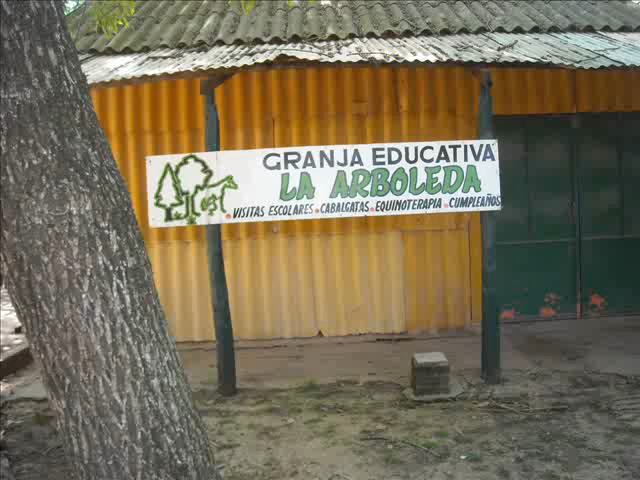 GRANJA EDUCATIVA
LA ARBOLEDA
VISITAS ESCOLARES.CABALGATAS.EQUINOTERAPIA.CUMPLEAÑOS